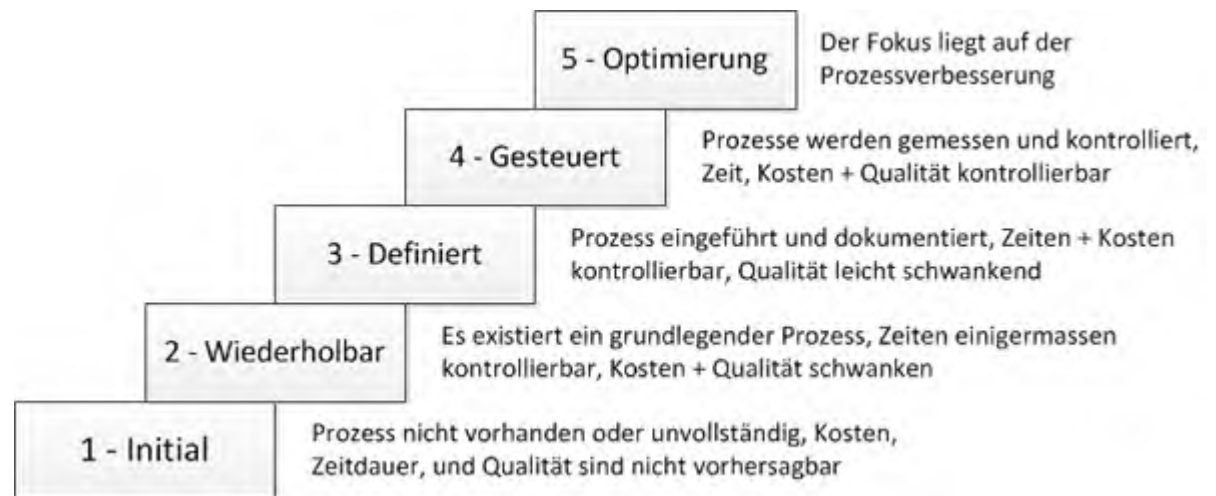 5 - Optimierung
Der Fokus liegt auf der
Prozessverbesserung
4 - Gesteuert
Prozesse werden gemessen und kontrolliert,
Zeit, Kosten + Qualität kontrollierbar
3 - Definiert
Prozess eingeführt und dokumentiert, Zeiten + Kosten
kontrollierbar, Qualität leicht schwankend
2 - Wiederholbar
Es existiert ein grundlegender Prozess, Zeiten einigermassen
kontrollierbar, Kosten + Qualität schwanken
1 - Initial
Prozess nicht vorhanden oder unvollständig, Kosten,
Zeitdauer, und Qualität sind nicht vorhersagbar